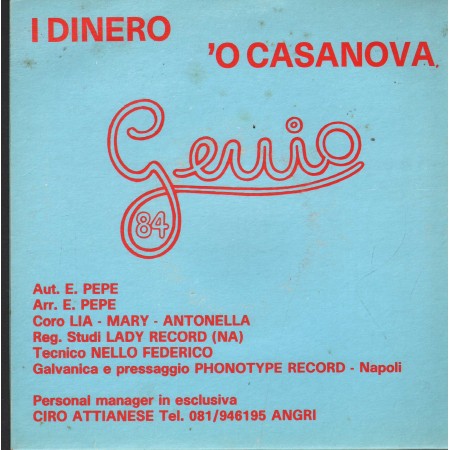 I DINERO
'O CASANOVA
Genio
84
Aut. E. PEPE
Arr. E. PEPE
Coro LIA - MARY - ANTONELLA
Reg. Studi LADY RECORD (NA)
Tecnico NELLO FEDERICO
Galvanica e pressaggio PHONOTYPE RECORD - Napoli
Personal manager in esclusiva
CIRO ATTIANESE Tel. 081/946195 ANGRI